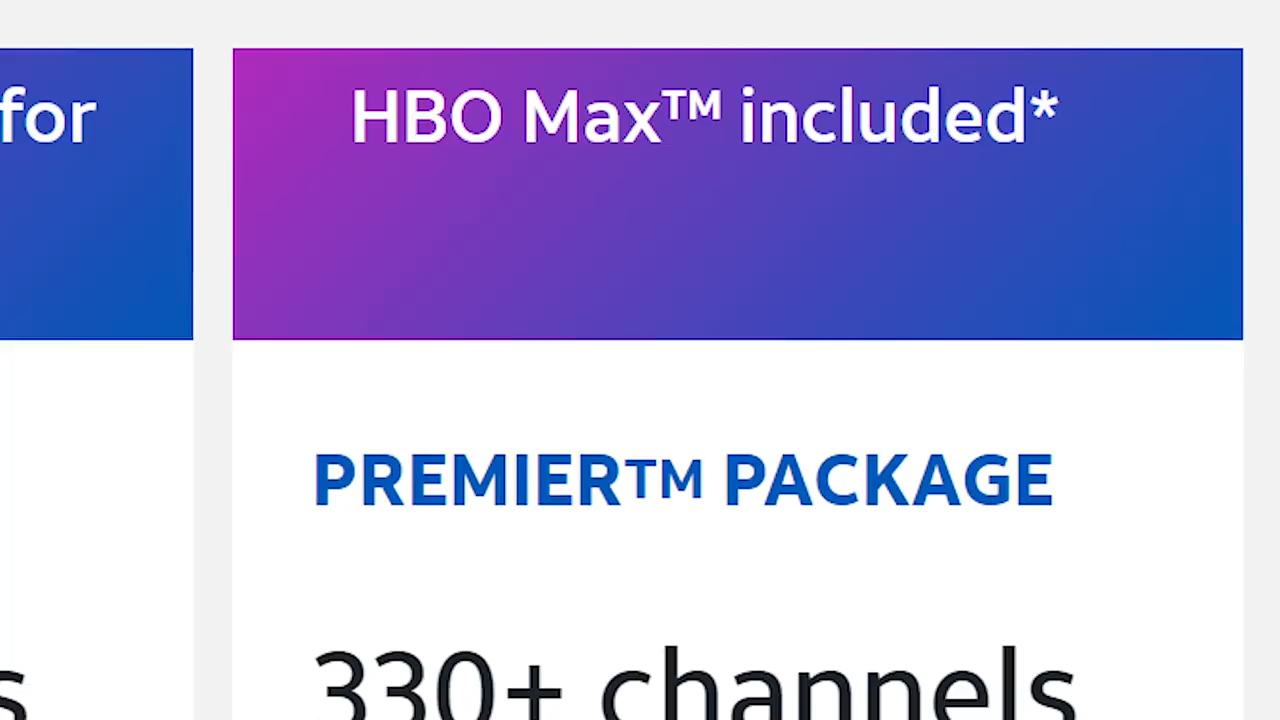 for
HBO Max™ included*
PREMIER™ PACKAGE
s
330+ channels